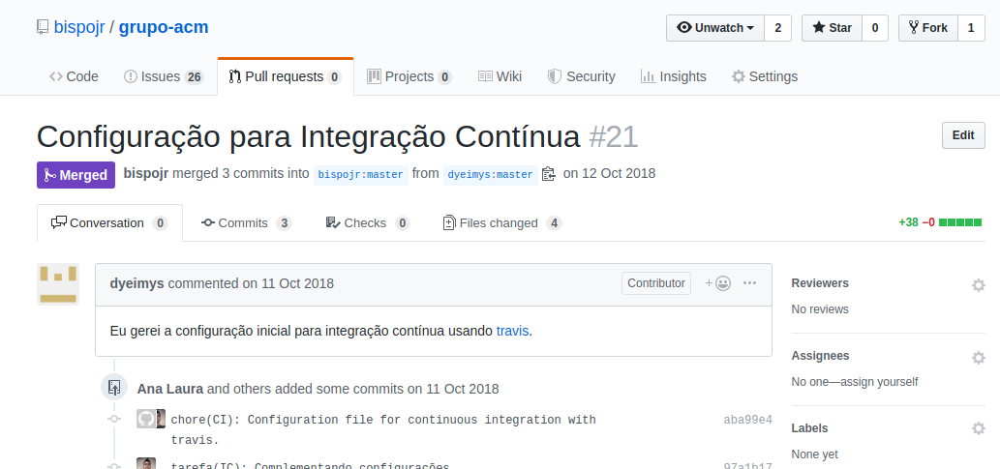 bispojr / grupo-acm
Unwatch 2 Star 0 Fork 1
Code Issues 26 Pull requests 0 Projects 0 Wiki Security Insights Settings
Configuração para Integração Contínua #21
Edit
Merged bispojr merged 3 commits into bispojr:master from dyeimys:master on 12 Oct 2018
Conversation 0 Commits 3 Checks 0 Files changed 4
+38 −0
dyeimys commented on 11 Oct 2018
Contributor
Eu gerei a configuração inicial para integração contínua usando travis.
Ana Laura and others added some commits on 11 Oct 2018
chore(CI): Configuration file for continuous integration with aba99e4
travis.
tarefa(IC): Complementando configurações 97a1b17
Reviewers
No reviews
Assignees
No one—assign yourself
Labels
None yet